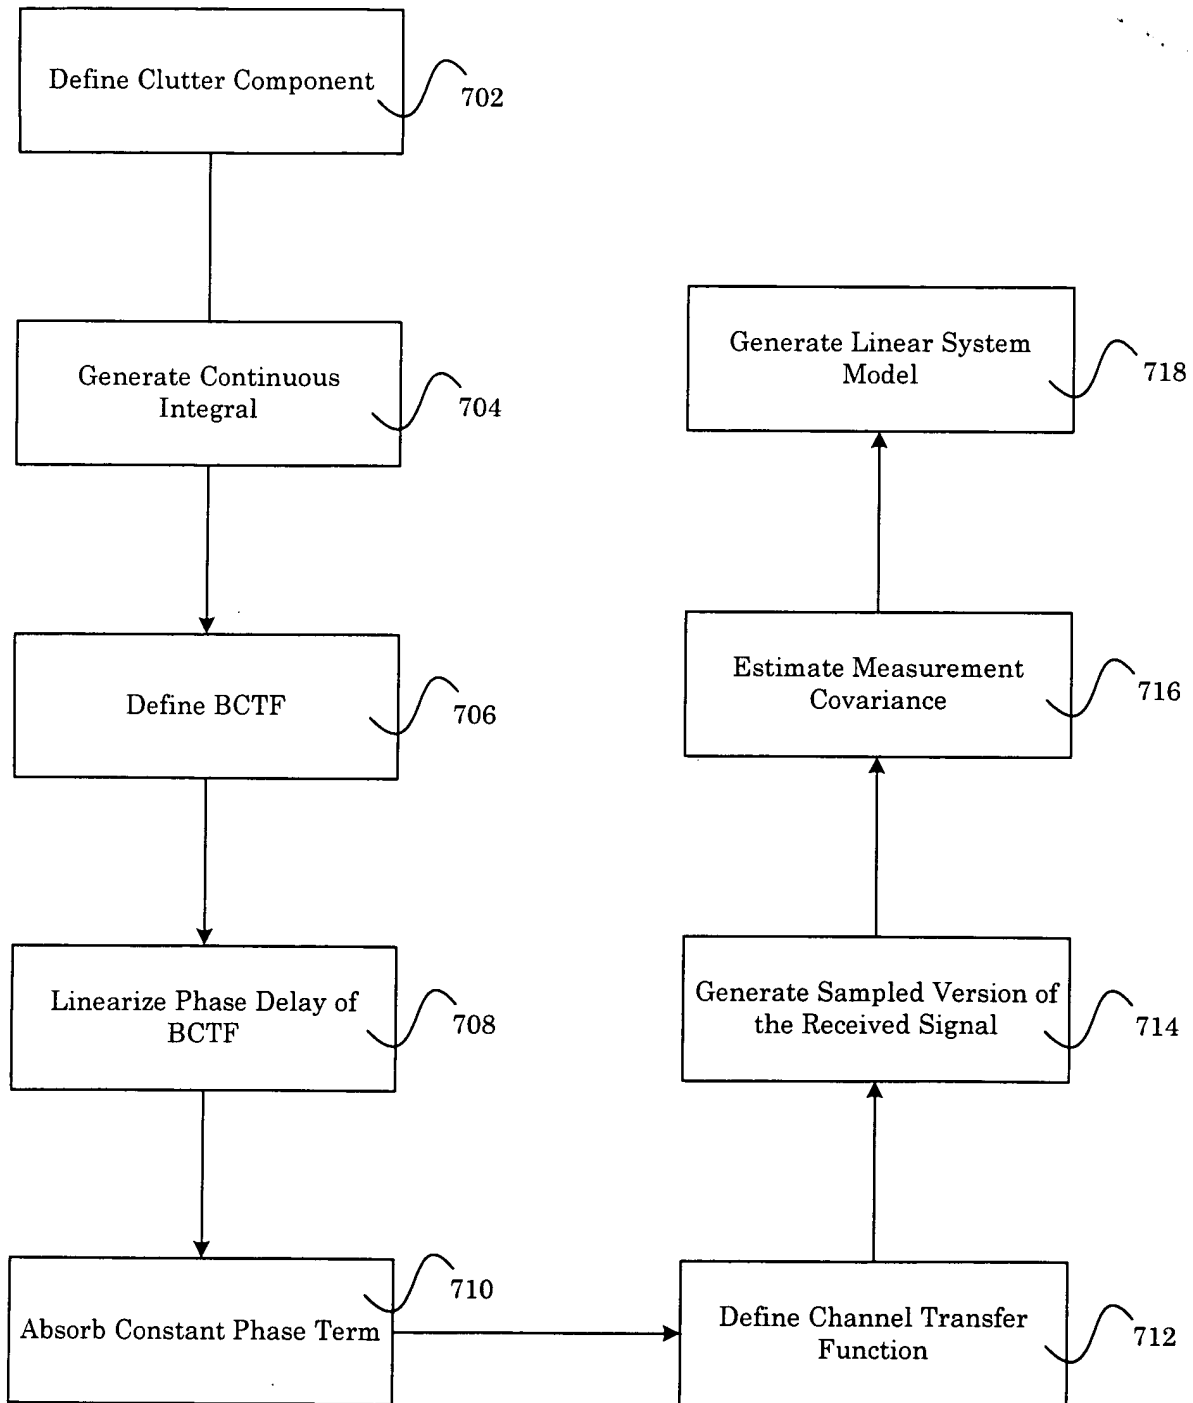 Define Clutter Component
702
Generate Continuous
Integral
704
Define BCTF
706
Linearize Phase Delay of
BCTF
708
Absorb Constant Phase Term
710
Define Channel Transfer
Function
712
Generate Sampled Version of
the Received Signal
714
Estimate Measurement
Covariance
716
Generate Linear System
Model
718